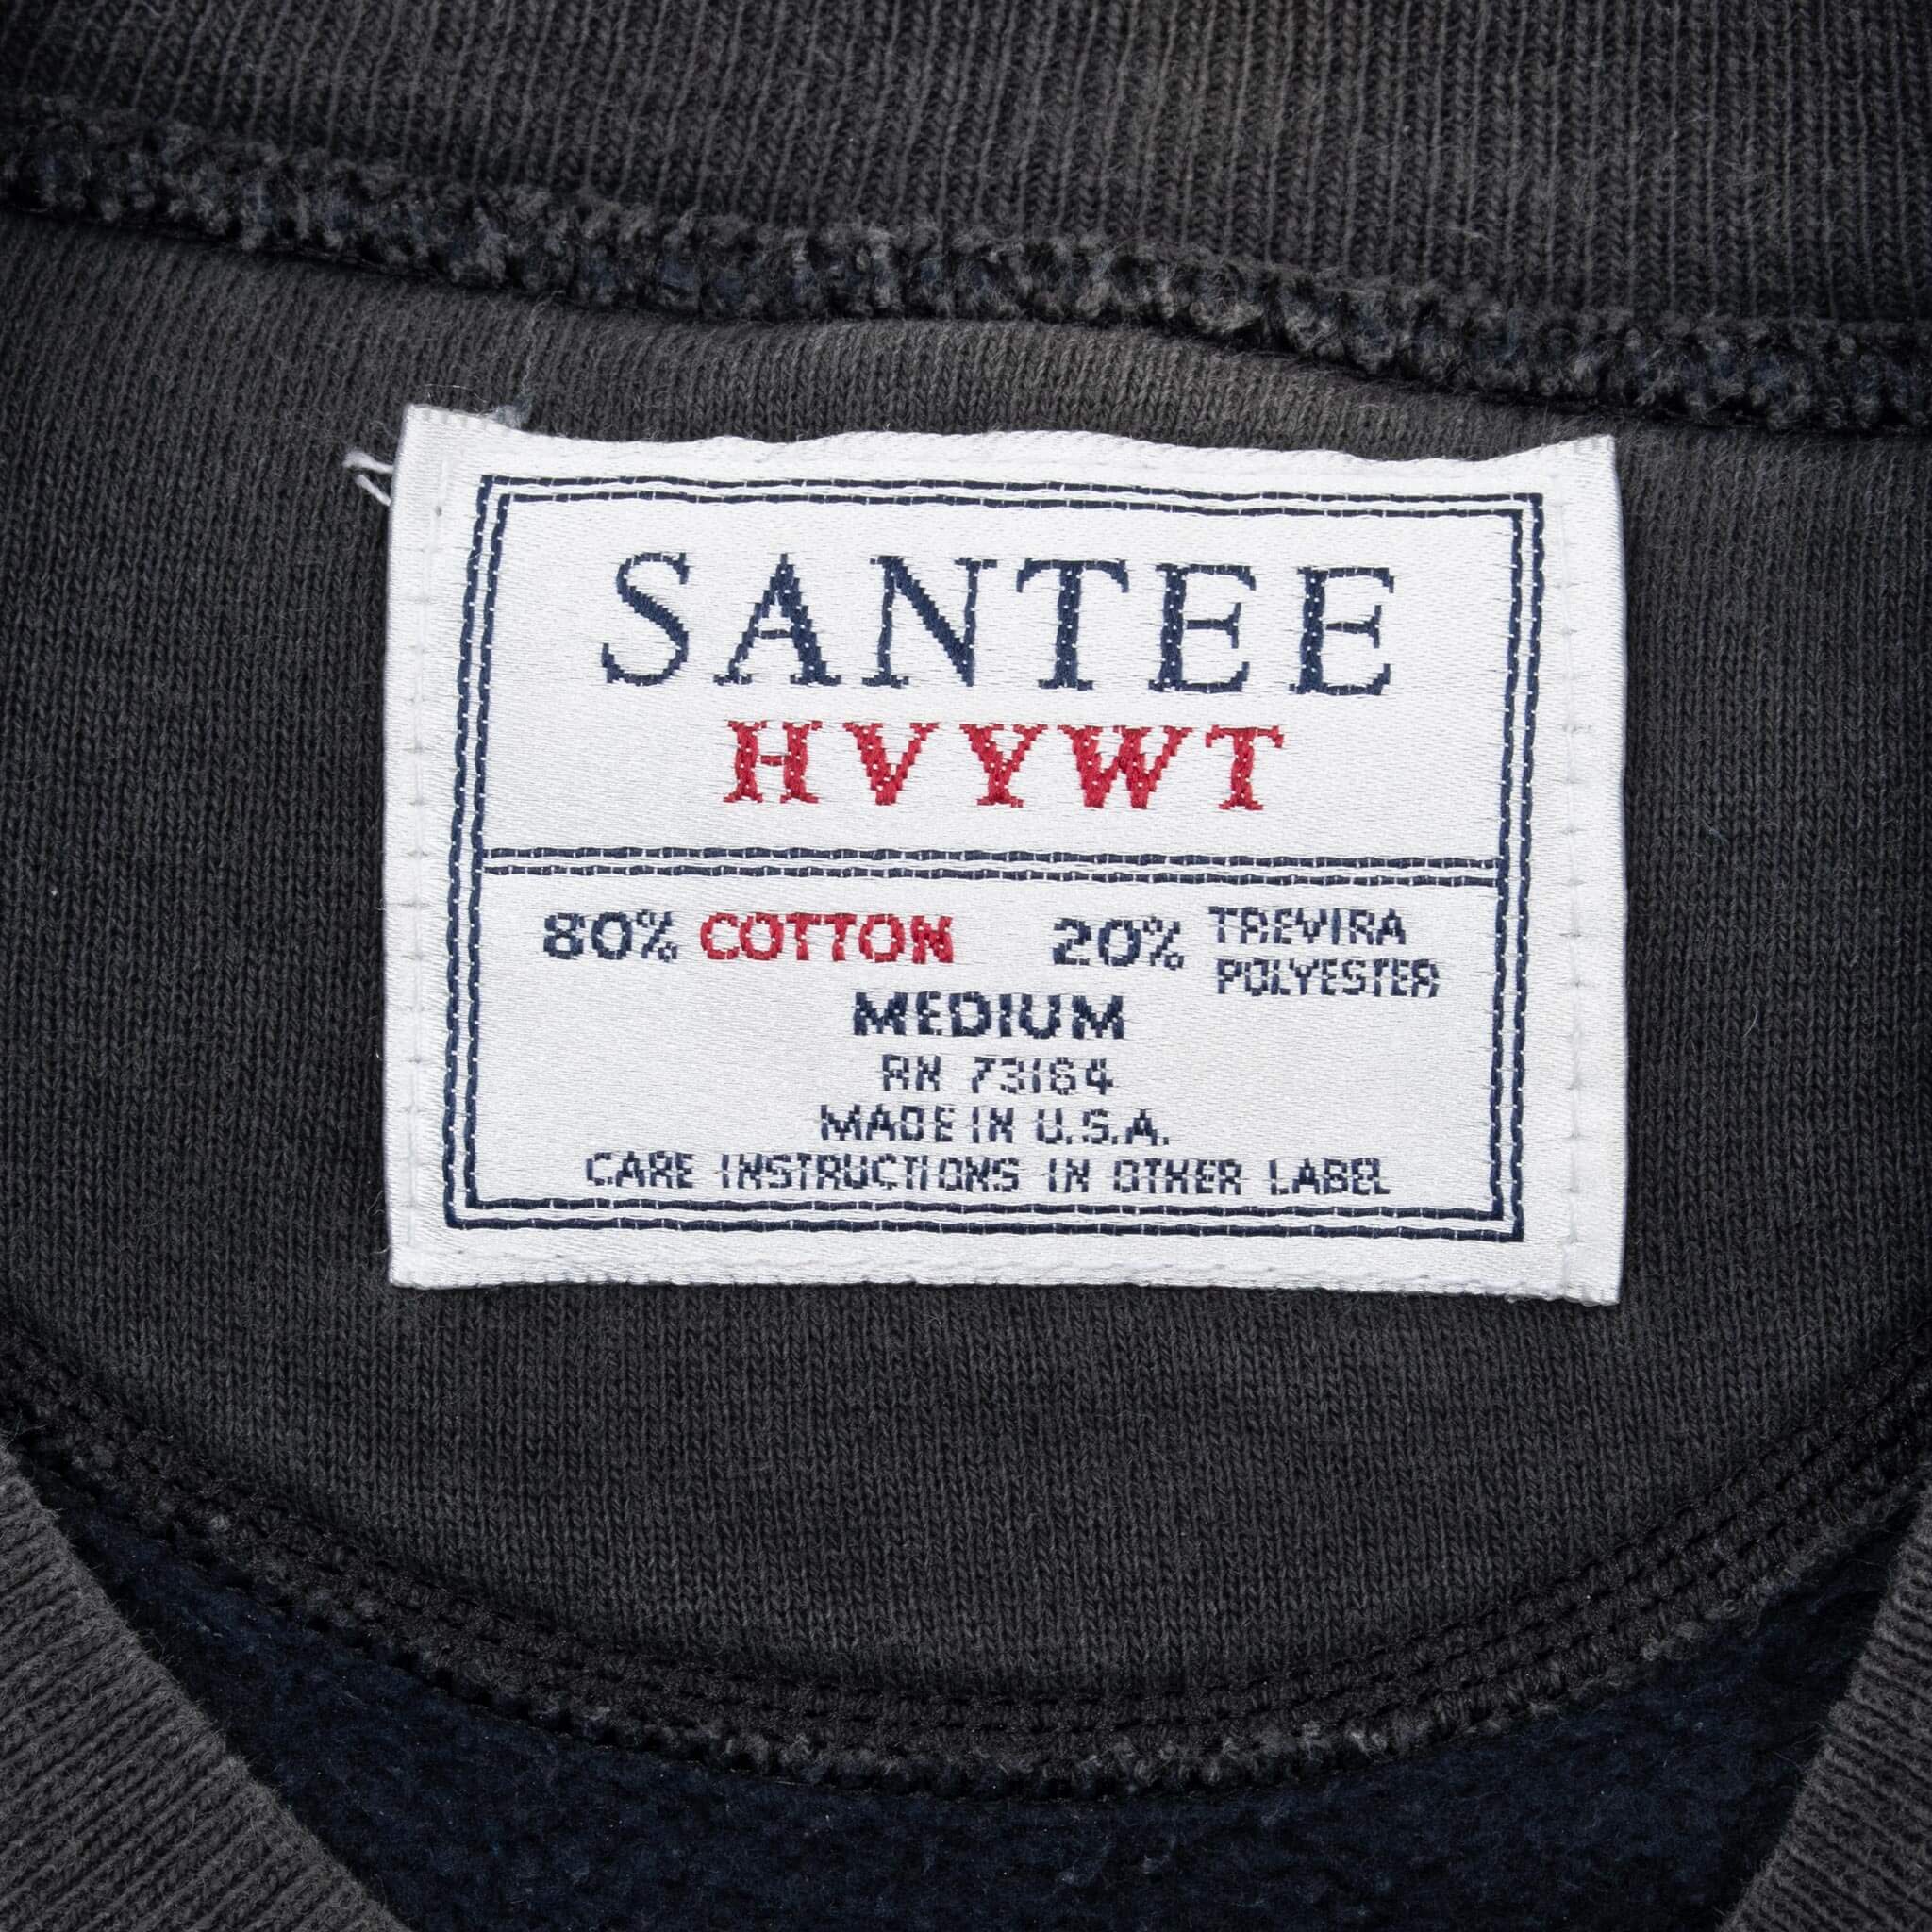 SANTEE
HVYWT
80% COTTON 20% TREVIRA POLYESTER
MEDIUM
RN 73164
MADE IN U.S.A.
CARE INSTRUCTIONS IN OTHER LABEL